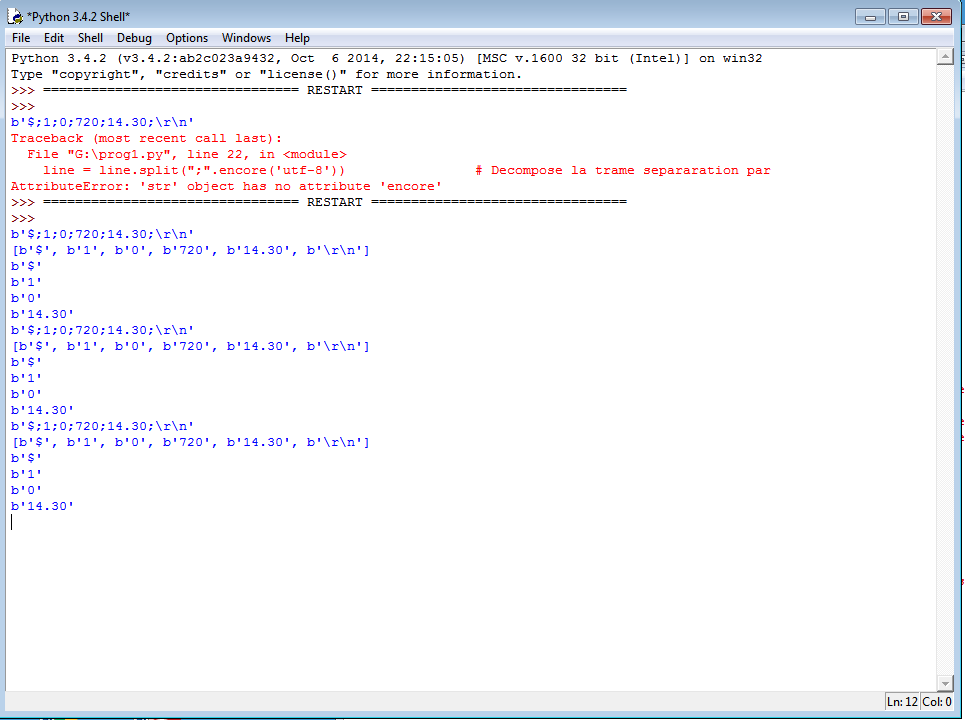 *Python 3.4.2 Shell*
File Edit Shell Debug Options Windows Help
Python 3.4.2 (v3.4.2:ab2c023a9432, Oct  6 2014, 22:15:05) [MSC v.1600 32 bit (Intel)] on win32
Type "copyright", "credits" or "license()" for more information.
>>> ================================ RESTART ================================
>>>
b'$;1;0;720;14.30;\r\n'
Traceback (most recent call last):
  File "G:\prog1.py", line 22, in <module>
    line = line.split(";".encore('utf-8'))                # Decompose la trame separaration par
AttributeError: 'str' object has no attribute 'encore'
>>> ================================ RESTART ================================
>>>
b'$;1;0;720;14.30;\r\n'
[b'$', b'1', b'0', b'720', b'14.30', b'\r\n']
b'$'
b'1'
b'0'
b'14.30'
b'$;1;0;720;14.30;\r\n'
[b'$', b'1', b'0', b'720', b'14.30', b'\r\n']
b'$'
b'1'
b'0'
b'14.30'
b'$;1;0;720;14.30;\r\n'
[b'$', b'1', b'0', b'720', b'14.30', b'\r\n']
b'$'
b'1'
b'0'
b'14.30'
Ln: 12 Col: 0